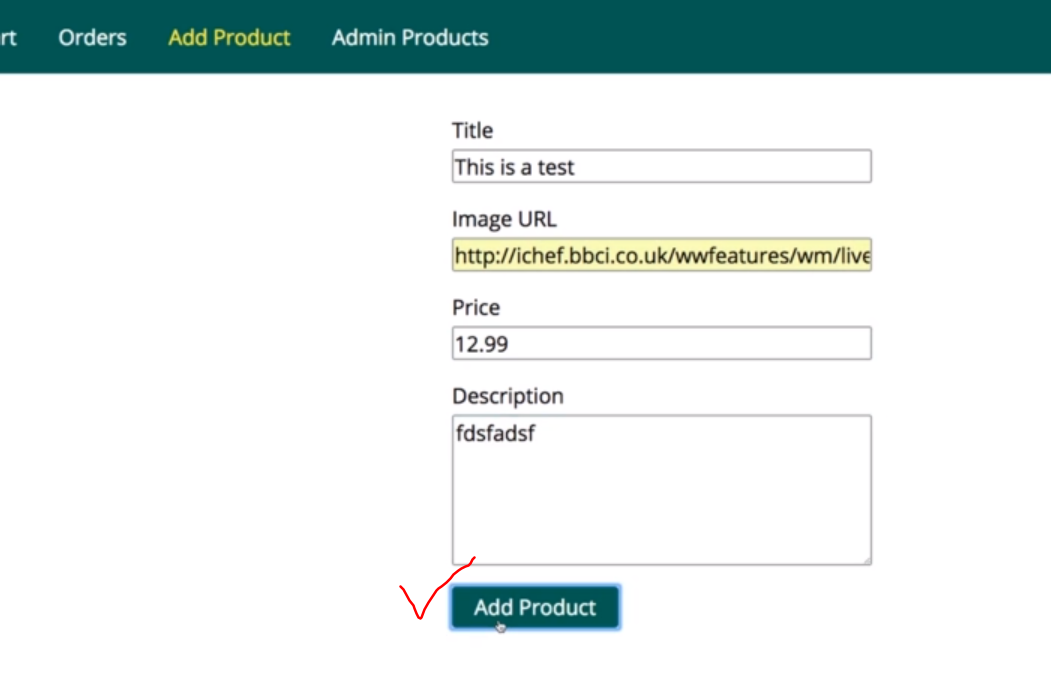 rt Orders Add Product Admin Products
Title
This is a test
Image URL
http://ichef.bbci.co.uk/wwfeatures/wm/live
Price
12.99
Description
fdsfadsf
Add Product